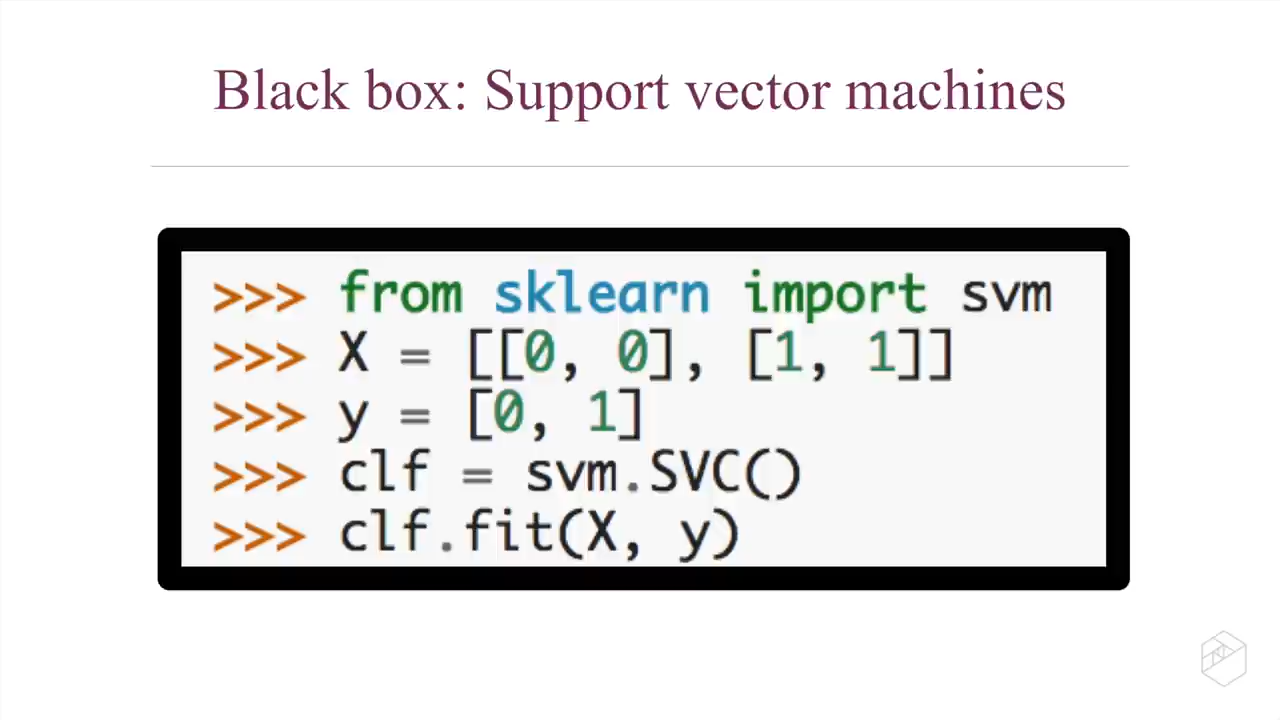 Black box: Support vector machines
>>> from sklearn import svm
>>> X = [[0, 0], [1, 1]]
>>> y = [0, 1]
>>> clf = svm.SVC()
>>> clf.fit(X, y)